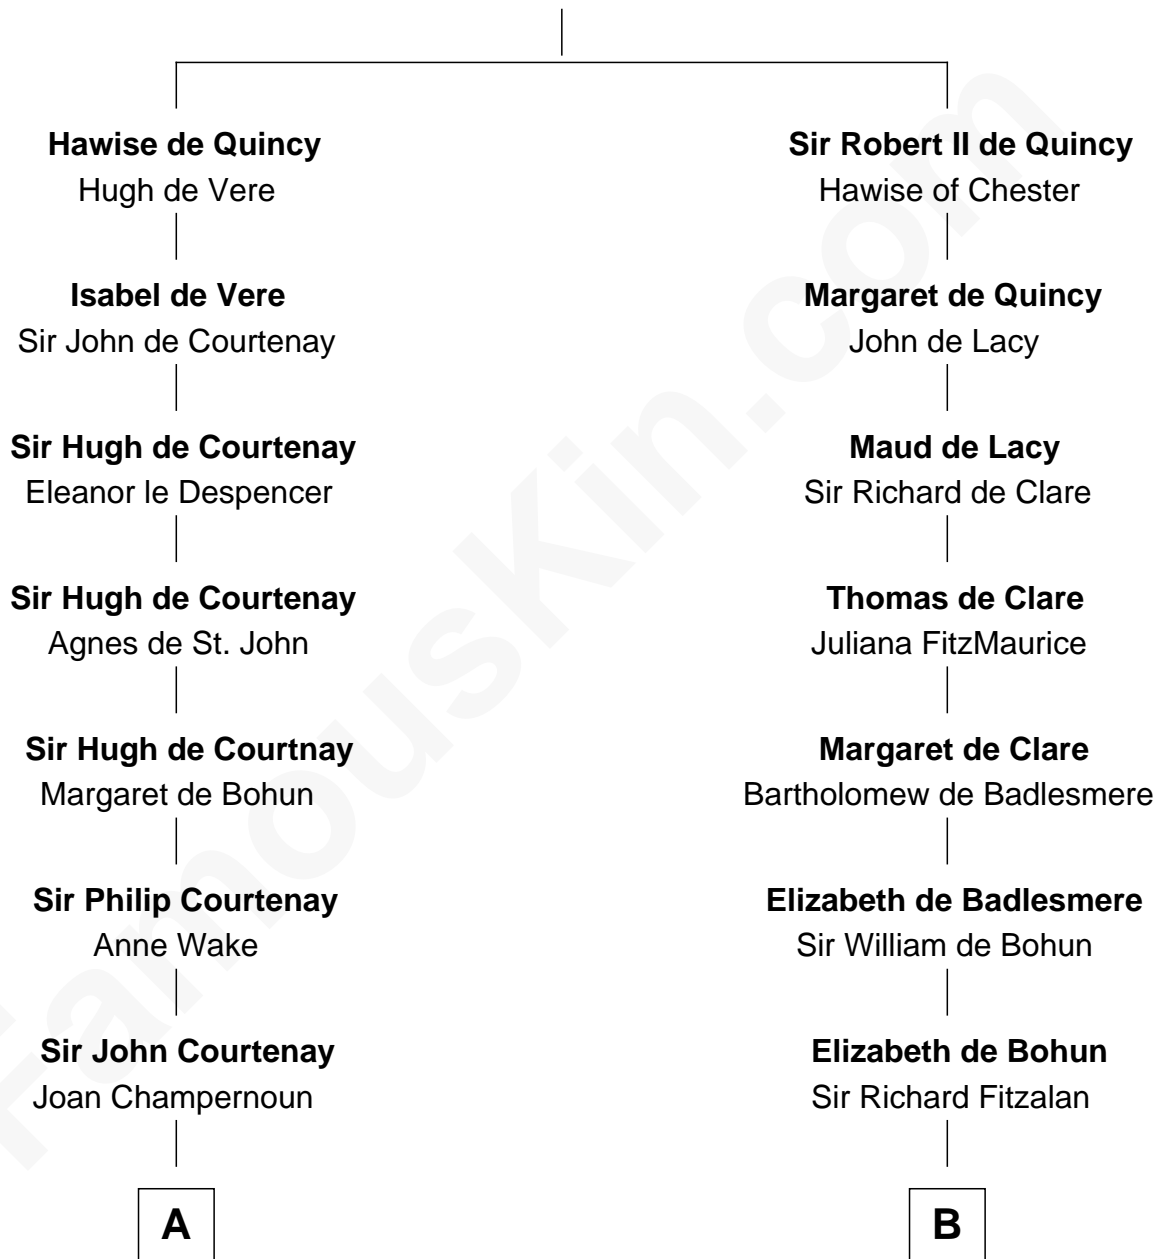 Hawise de Quincy
Hugh de Vere
Isabel de Vere
Sir John de Courtenay
Sir Hugh de Courtenay
Eleanor le Despencer
Sir Hugh de Courtenay
Agnes de St. John
Sir Hugh de Courtnay
Margaret de Bohun
Sir Philip Courtenay
Anne Wake
Sir John Courtenay
Joan Champernoun
A
Sir Robert II de Quincy
Hawise of Chester
Margaret de Quincy
John de Lacy
Maud de Lacy
Sir Richard de Clare
Thomas de Clare
Juliana FitzMaurice
Margaret de Clare
Bartholomew de Badlesmere
Elizabeth de Badlesmere
Sir William de Bohun
Elizabeth de Bohun
Sir Richard Fitzalan
B
FamousKin.com